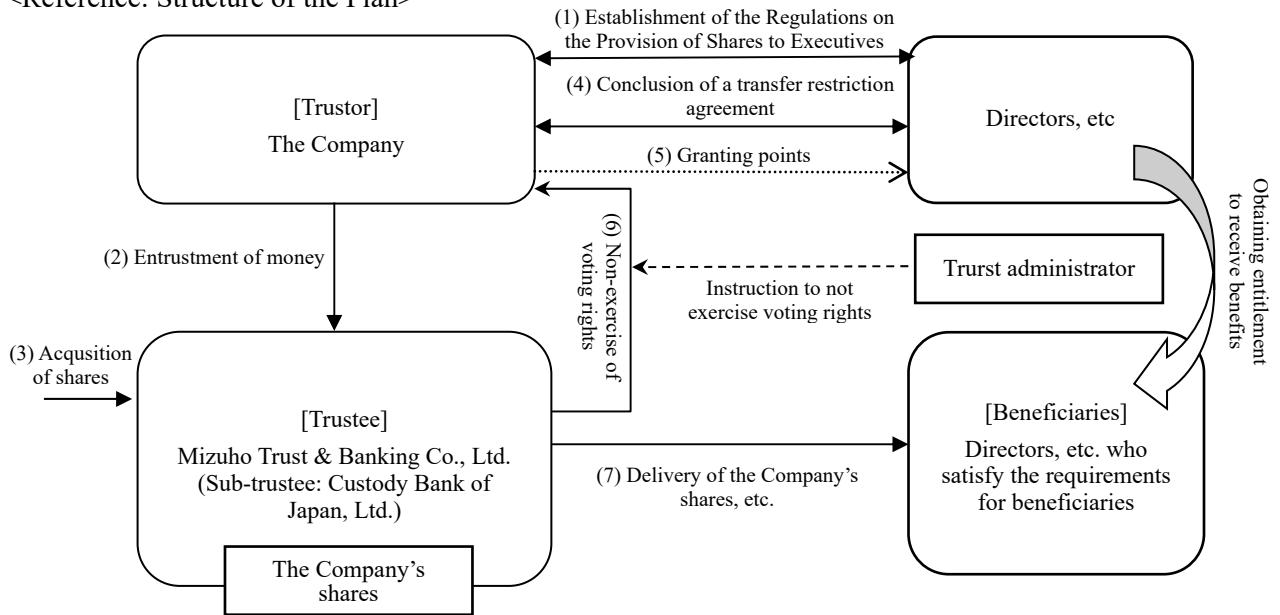 <Reference: Structure of the Plan>
(1) Establishment of the Regulations on
the Provision of Shares to Executives
[Trustor]
The Company
(4) Conclusion of a transfer restriction
agreement
Directors, etc
(5) Granting points
Obtaining entitlement
to receive benefits
(2) Entrustment of money
(6) Non-exercise of
voting rights
Trurst administrator
Instruction to not
exercise voting rights
(3) Acqusition
of shares
[Trustee]
Mizuho Trust & Banking Co., Ltd.
(Sub-trustee: Custody Bank of
Japan, Ltd.)
The Company’s
shares
(7) Delivery of the Company’s
shares, etc.
[Beneficiaries]
Directors, etc. who
satisfy the requirements
for beneficiaries